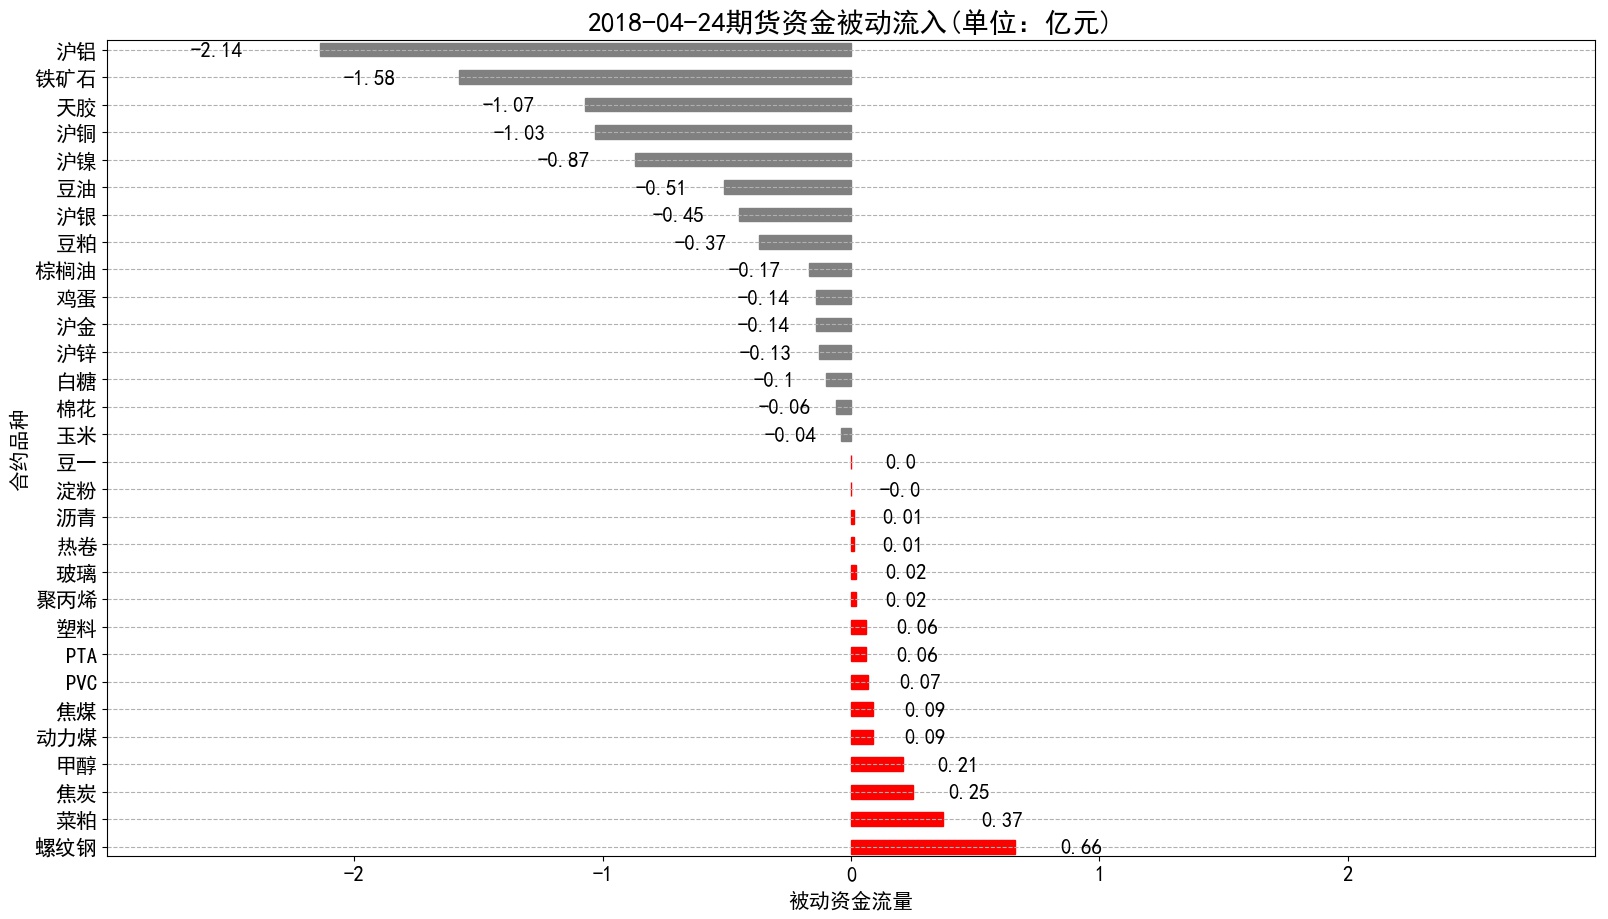 2018-04-24期货资金被动流入(单位：亿元)
沪铝 -2.14
铁矿石 -1.58
天胶 -1.07
沪铜 -1.03
沪镍 -0.87
豆油 -0.51
沪银 -0.45
豆粕 -0.37
棕榈油 -0.17
鸡蛋 -0.14
沪金 -0.14
沪锌 -0.13
白糖 -0.1
棉花 -0.06
玉米 -0.04
豆一 0.0
淀粉 -0.0
沥青 0.01
热卷 0.01
玻璃 0.02
聚丙烯 0.02
塑料 0.06
PTA 0.06
PVC 0.07
焦煤 0.09
动力煤 0.09
甲醇 0.21
焦炭 0.25
菜粕 0.37
螺纹钢 0.66
合约品种
-2 -1 0 1 2
被动资金流量